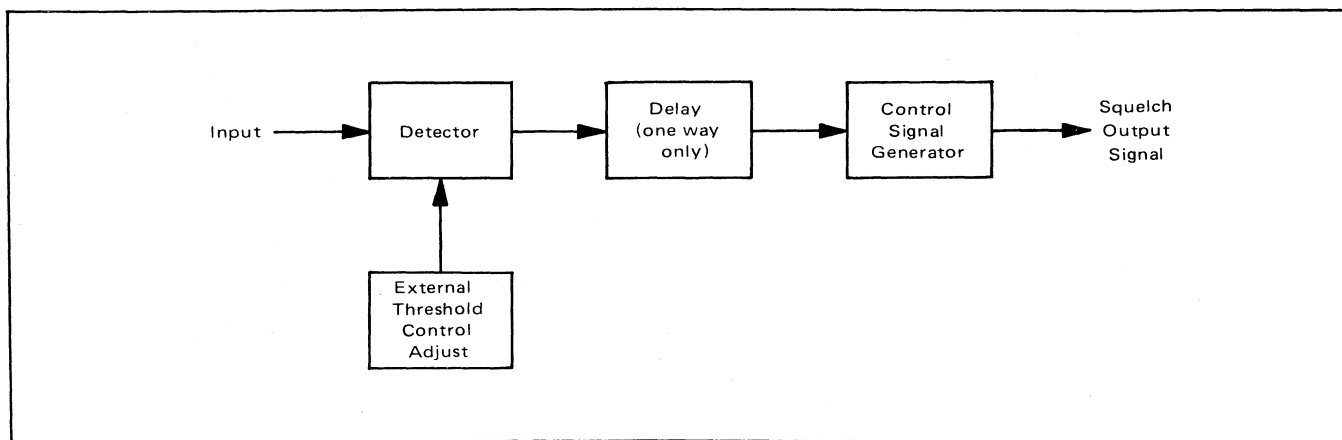 Input
Detector
Delay
(one way
only)
Control
Signal
Generator
Squelch
Output
Signal
External
Threshold
Control
Adjust